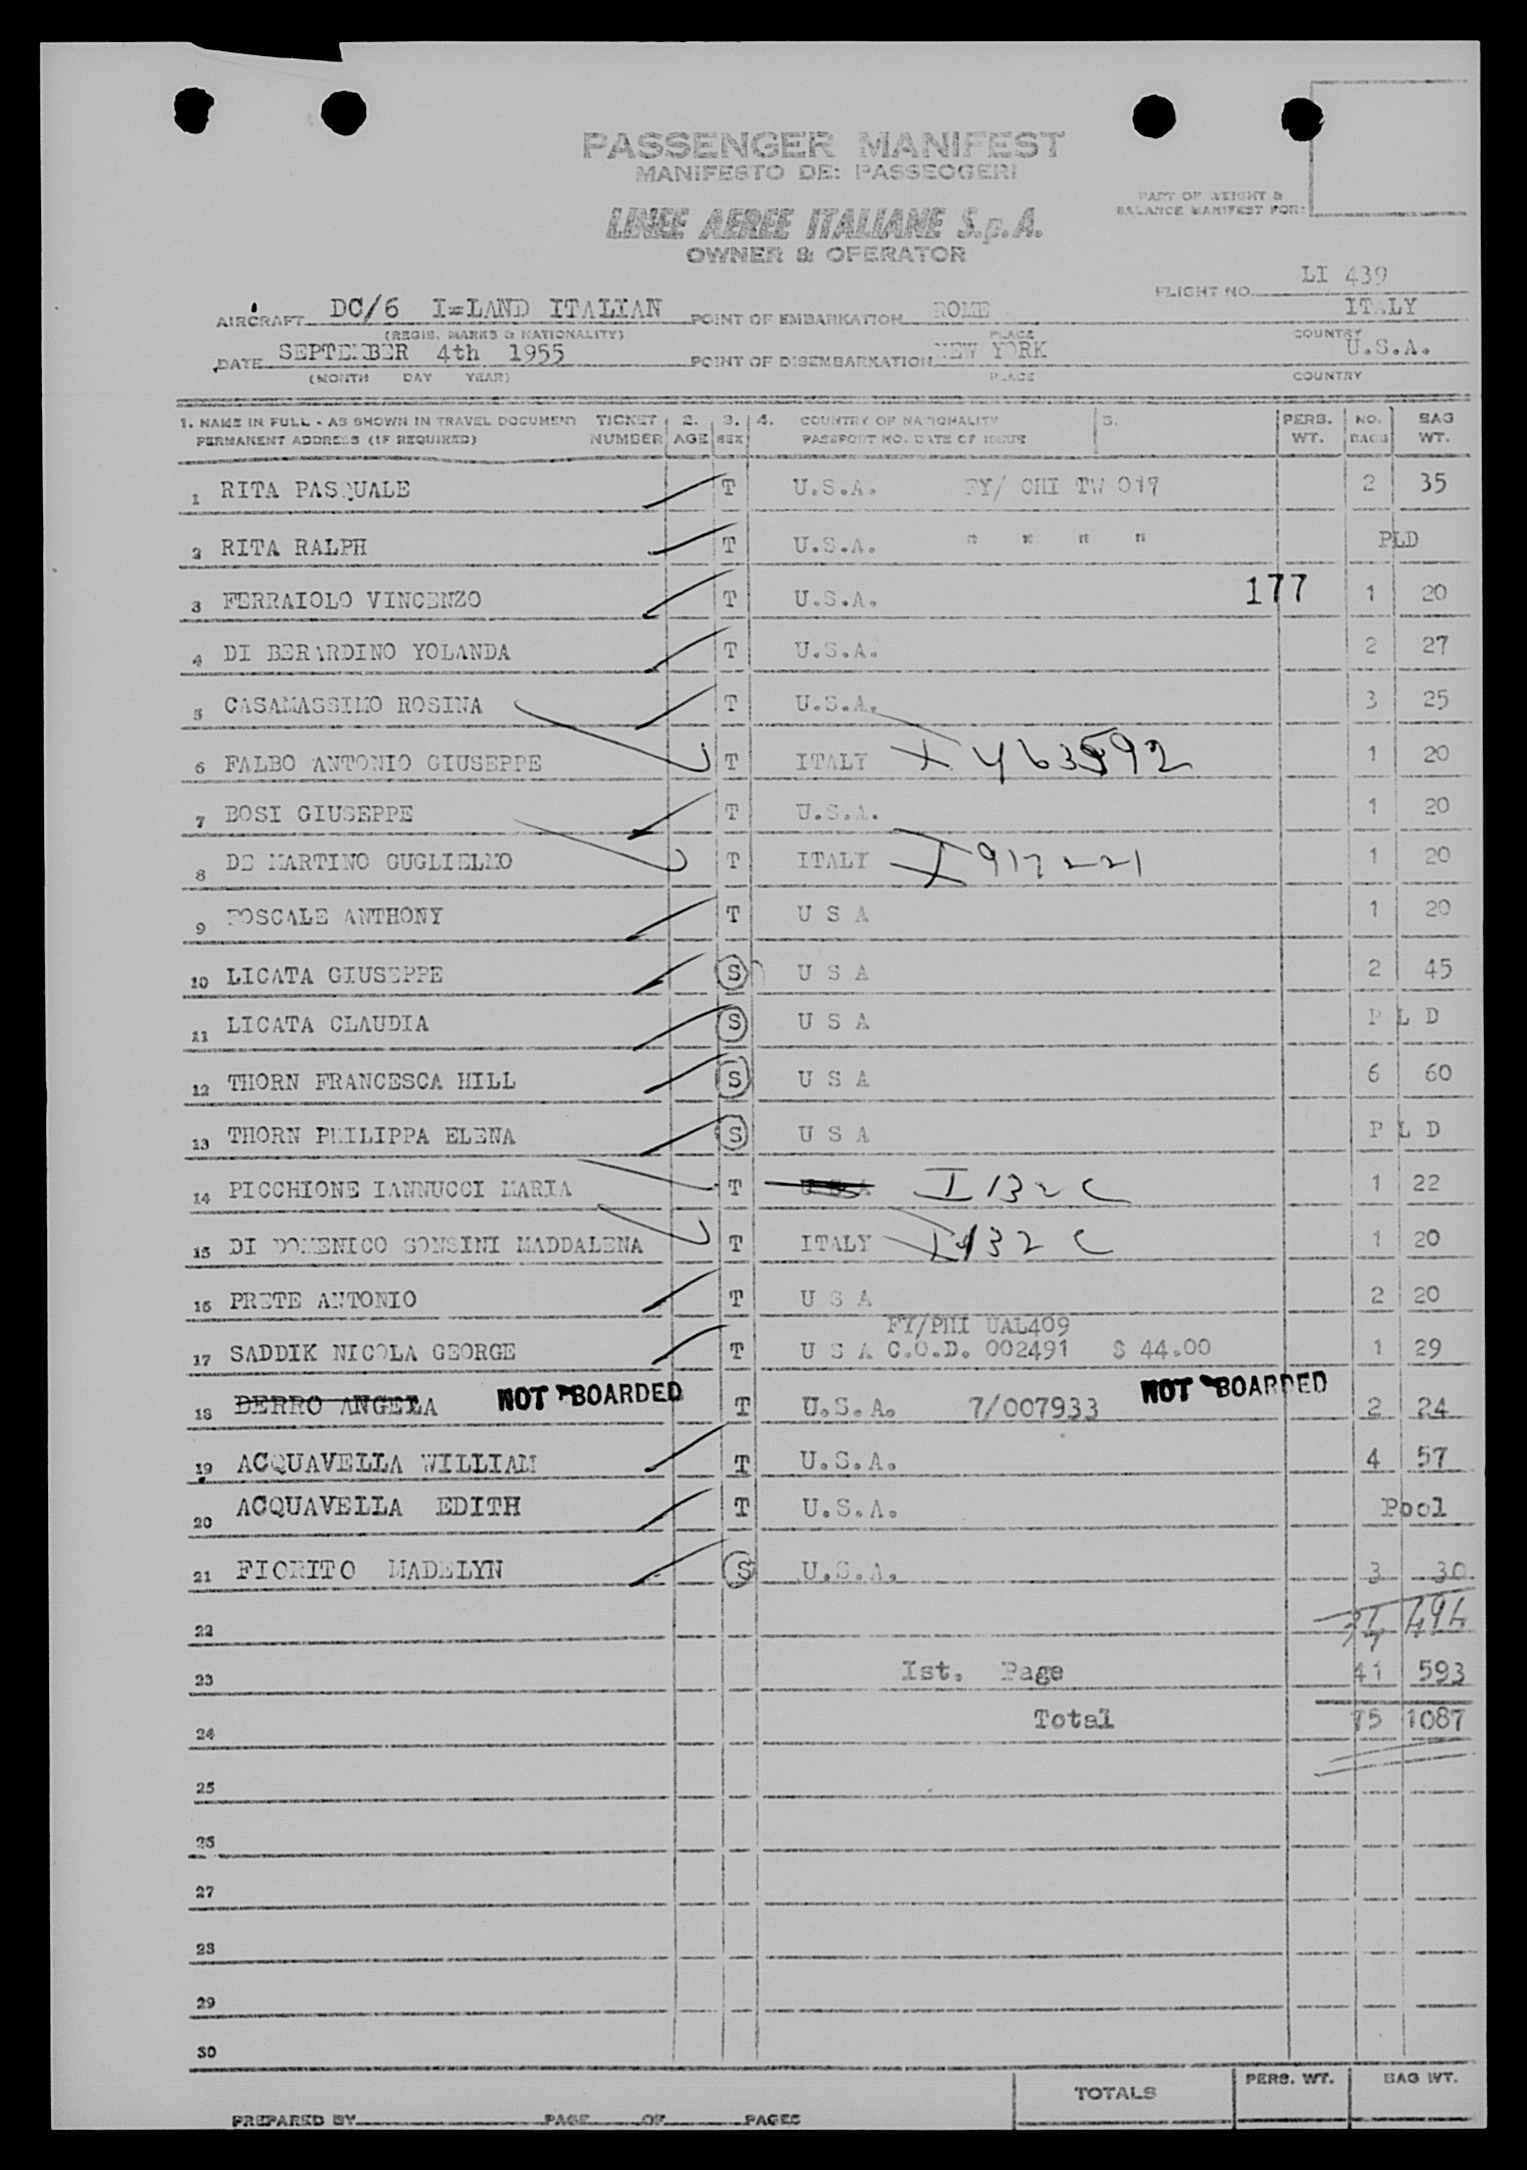 PASSENGER MANIFEST
MANIFESTO DE: PASSEOGERI
PART OF WEIGHT &
BALANCE MANIFEST FOR:
LINEE AEREE ITALIANE S.p.A.
OWNER & OPERATOR
FLIGHT NO. LI 439
AIRCRAFT DC/6 I=LAND ITALIAN POINT OF EMBARKATION ROME ITALY
(REGIS. MARKS & NATIONALITY) PLACE COUNTRY
DATE SEPTEMBER 4th 1955 POINT OF DISEMBARKATION NEW YORK U.S.A.
(MONTH DAY YEAR) PLACE COUNTRY
1. NAME IN FULL - AS SHOWN IN TRAVEL DOCUMENT TICKET 2. 3. 4. COUNTRY OF NATIONALITY 5. PERS. NO. BAG
PERMANENT ADDRESS (IF REQUIRED) NUMBER AGE SEX PASSPORT NO. DATE OF ISSUE WT. BAGS WT.
1 RITA PASQUALE T U.S.A. FY/ CHI TW 047 2 35
2 RITA RALPH T U.S.A. " " " " PLD
3 FERRAIOLO VINCENZO T U.S.A. 177 1 20
4 DI BERARDINO YOLANDA T U.S.A. 2 27
5 CASAMASSIMO ROSINA T U.S.A. 3 25
6 FALBO ANTONIO GIUSEPPE T ITALY I 463592 1 20
7 BOSI GIUSEPPE T U.S.A. 1 20
8 DE MARTINO GUGLIELMO T ITALY I 917221 1 20
9 POSCALE ANTHONY T U S A 1 20
10 LICATA GIUSEPPE S U S A 2 45
11 LICATA CLAUDIA S U S A P L D
12 THORN FRANCESCA HILL S U S A 6 60
13 THORN PHILIPPA ELENA S U S A P L D
14 PICCHIONE IANNUCCI MARIA T U S A I 132 C 1 22
15 DI DOMENICO SONSINI MADDALENA T ITALY I 132 C 1 20
16 PRETE ANTONIO T U S A 2 20
FY/PHI UAL409
17 SADDIK NICOLA GEORGE T U S A C.O.D. 002491 $ 44.00 1 29
18 BERRO ANGELA NOT BOARDED T U.S.A. 7/007933 NOT BOARDED 2 24
19 ACQUAVELLA WILLIAM T U.S.A. 4 57
20 ACQUAVELLA EDITH T U.S.A. Pool
21 FIORITO MADELYN S U.S.A. 3 30
22 34 494
23 Ist. Page 41 593
24 Total 75 1087
25
26
27
28
29
30
TOTALS PERS. WT. BAG WT.
PREPARED BY PAGE OF PAGES